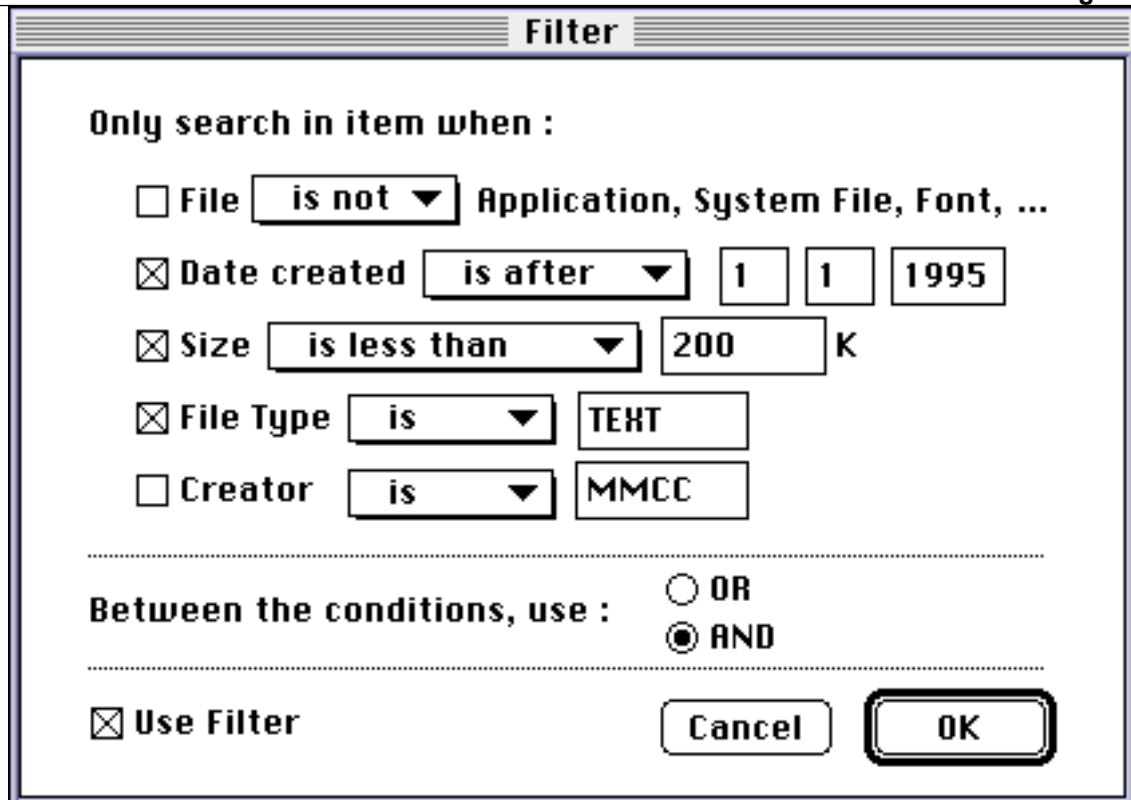 Filter
Only search in item when :
File is not Application, System File, Font, ...
Date created is after 1 1 1995
Size is less than 200 K
File Type is TEXT
Creator is MMCC
Between the conditions, use :
OR
AND
Use Filter Cancel OK